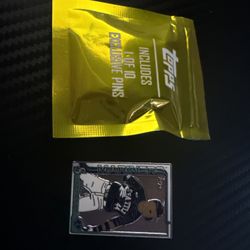 topps
INCLUDES
1 OF 10
EXCLUSIVE PINS